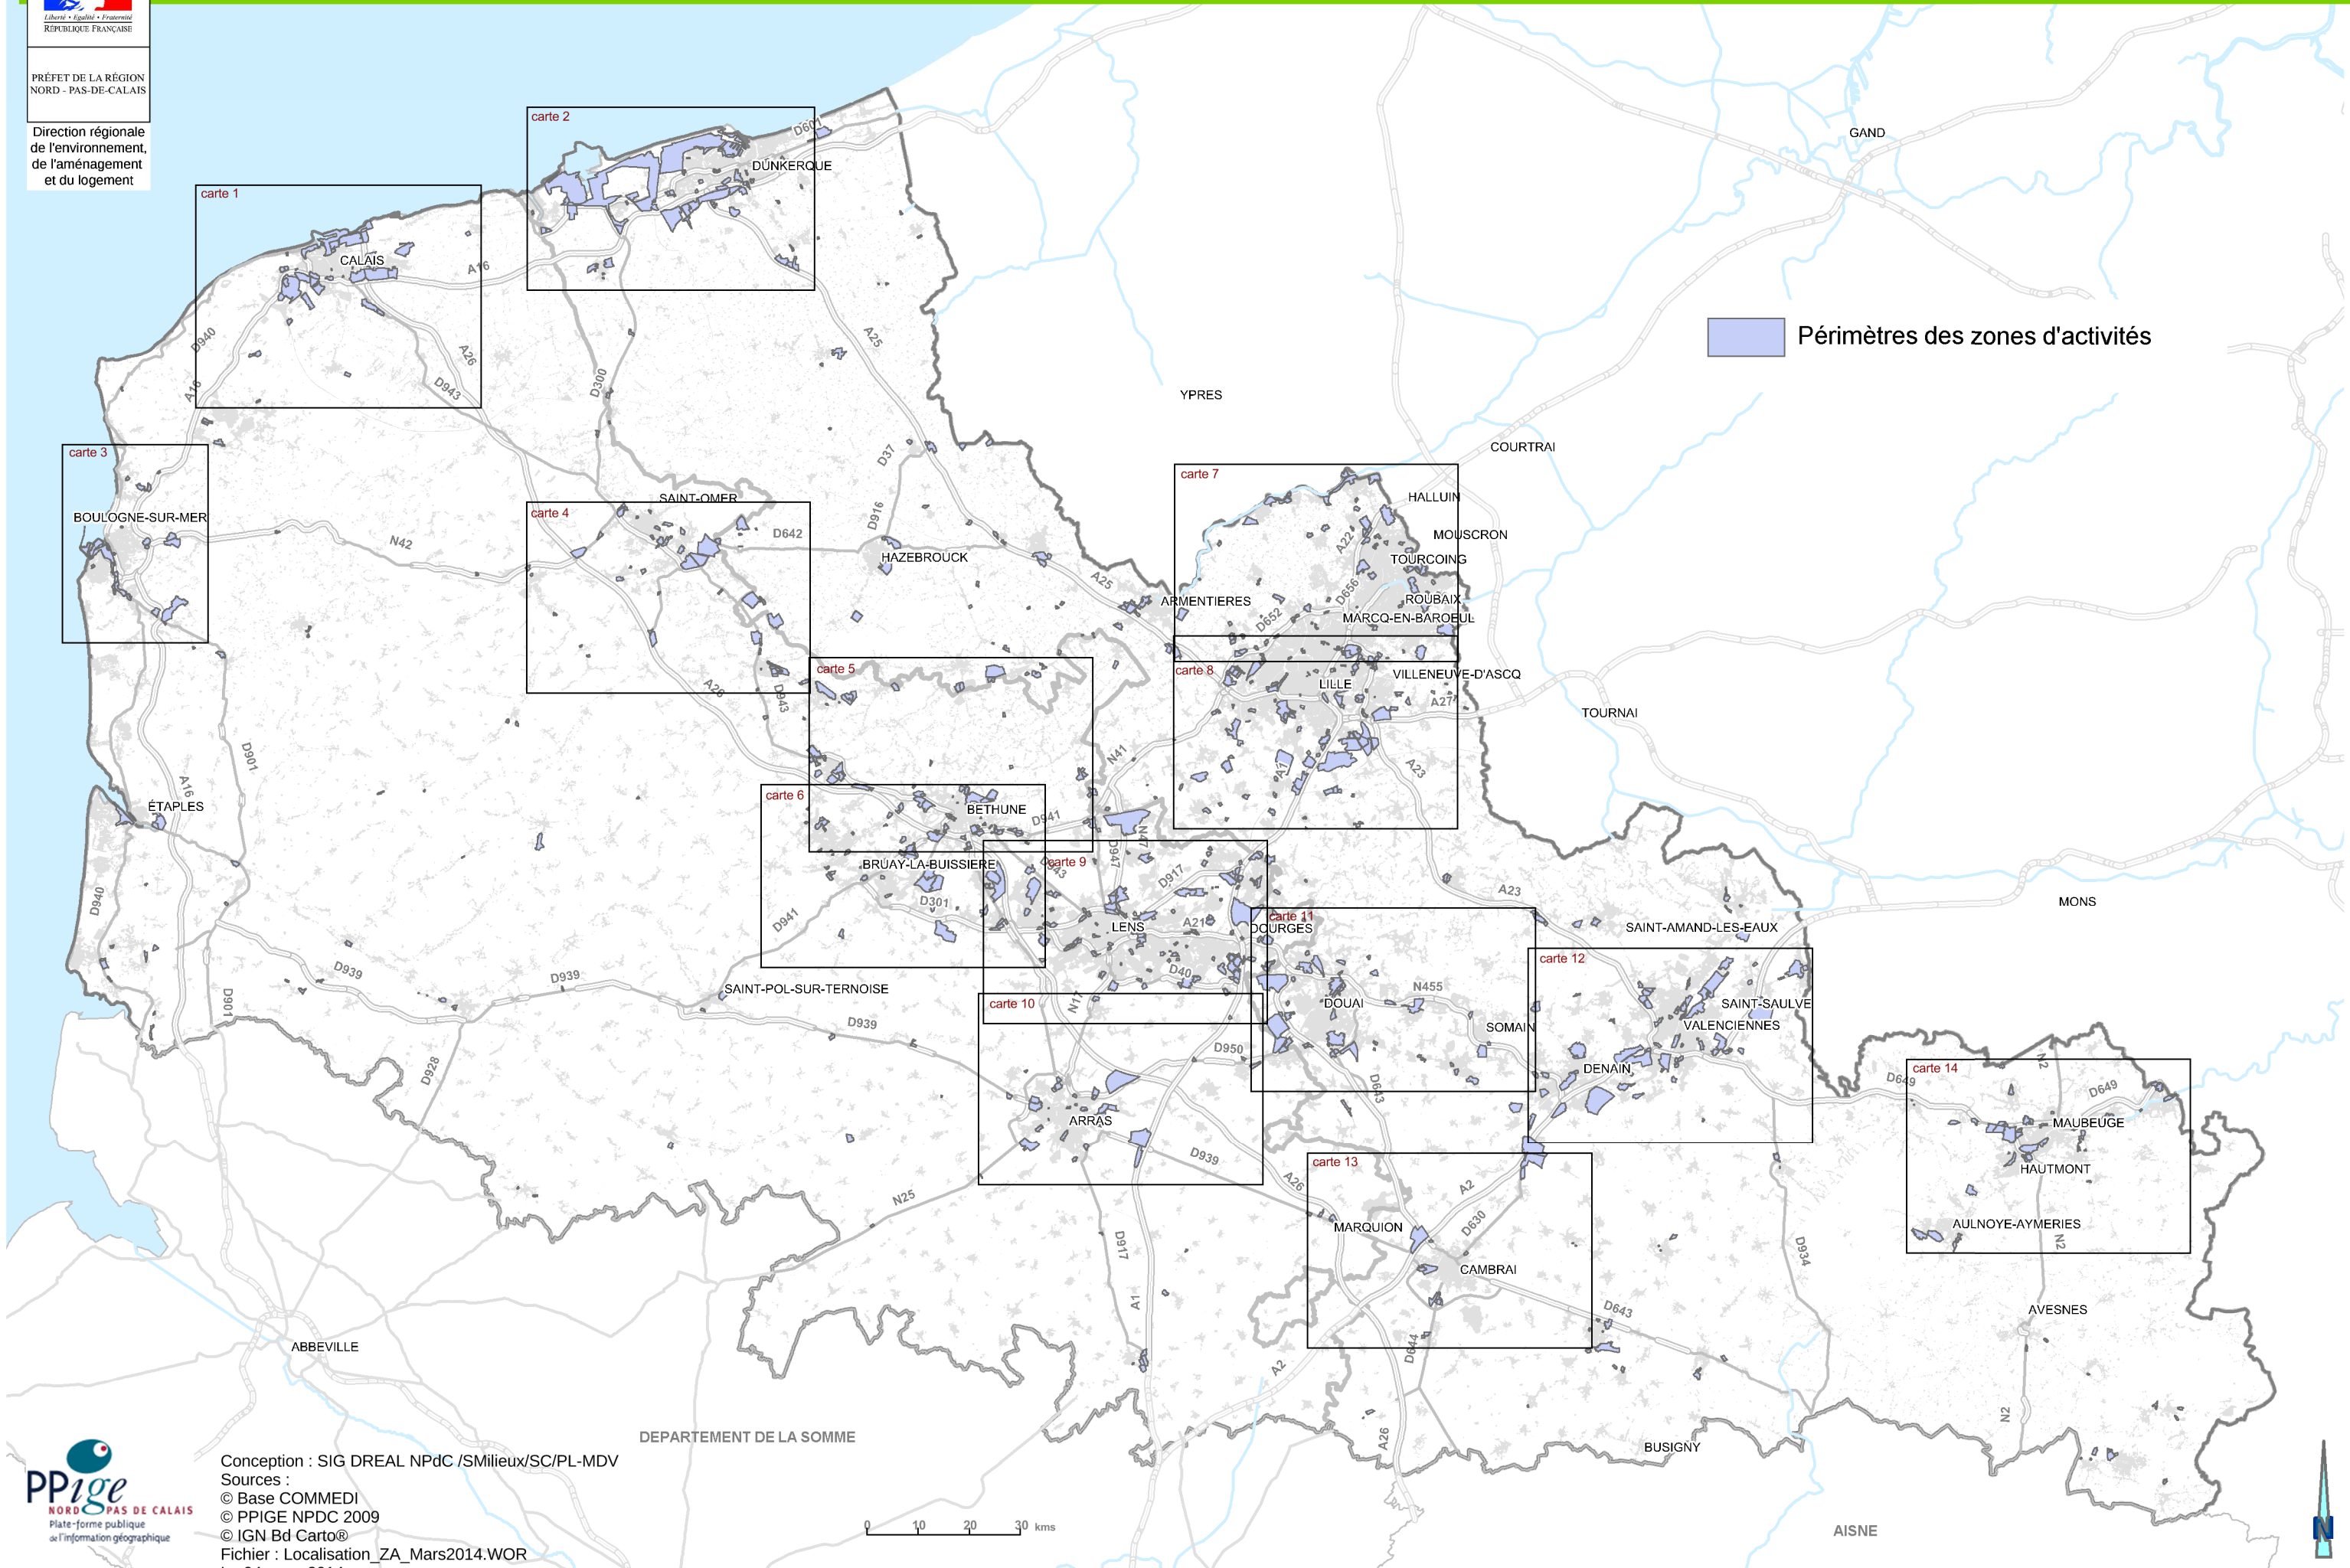 Liberté • Égalité • Fraternité
RÉPUBLIQUE FRANÇAISE
PRÉFET DE LA RÉGION
NORD - PAS-DE-CALAIS
Direction régionale
de l'environnement,
de l'aménagement
et du logement
carte 2
D601
DUNKERQUE
GAND
carte 1
CALAIS
A16
Périmètres des zones d'activités
D940
A26
D943
A16
D300
A25
YPRES
COURTRAI
carte 3
D37
carte 7
HALLUIN
SAINT-OMER
carte 4
D916
BOULOGNE-SUR-MER
N42
D642
HAZEBROUCK
A22
MOUSCRON
TOURCOING
A25
ARMENTIERES
D656
ROUBAIX
D652
MARCQ-EN-BAROEUL
carte 5
carte 8
LILLE
VILLENEUVE-D'ASCQ
A26
D943
A27
TOURNAI
D901
N41
A1
A23
A16
ÉTAPLES
carte 6
BETHUNE
D941
N47
D947
BRUAY-LA-BUISSIERE
carte 9
D943
D917
D940
D301
D941
LENS
A21
carte 11
DOURGES
A23
MONS
SAINT-AMAND-LES-EAUX
carte 12
D939
D939
D40
SAINT-POL-SUR-TERNOISE
D901
carte 10
N17
DOUAI
N455
SAINT-SAULVE
D939
SOMAIN
VALENCIENNES
D950
D928
DENAIN
N2
carte 14
D649
D649
D643
ARRAS
MAUBEUGE
D939
carte 13
HAUTMONT
A26
A2
N25
MARQUION
D630
AULNOYE-AYMERIES
D917
D934
N2
CAMBRAI
A1
D643
AVESNES
ABBEVILLE
D644
A2
N2
DEPARTEMENT DE LA SOMME
A26
BUSIGNY
PPige
NORD PAS DE CALAIS
Plate-forme publique
de l'information géographique
Conception : SIG DREAL NPdC /SMilieux/SC/PL-MDV
Sources :
© Base COMMEDI
© PPIGE NPDC 2009
© IGN Bd Carto®
Fichier : Localisation_ZA_Mars2014.WOR
0 10 20 30 kms
AISNE
N